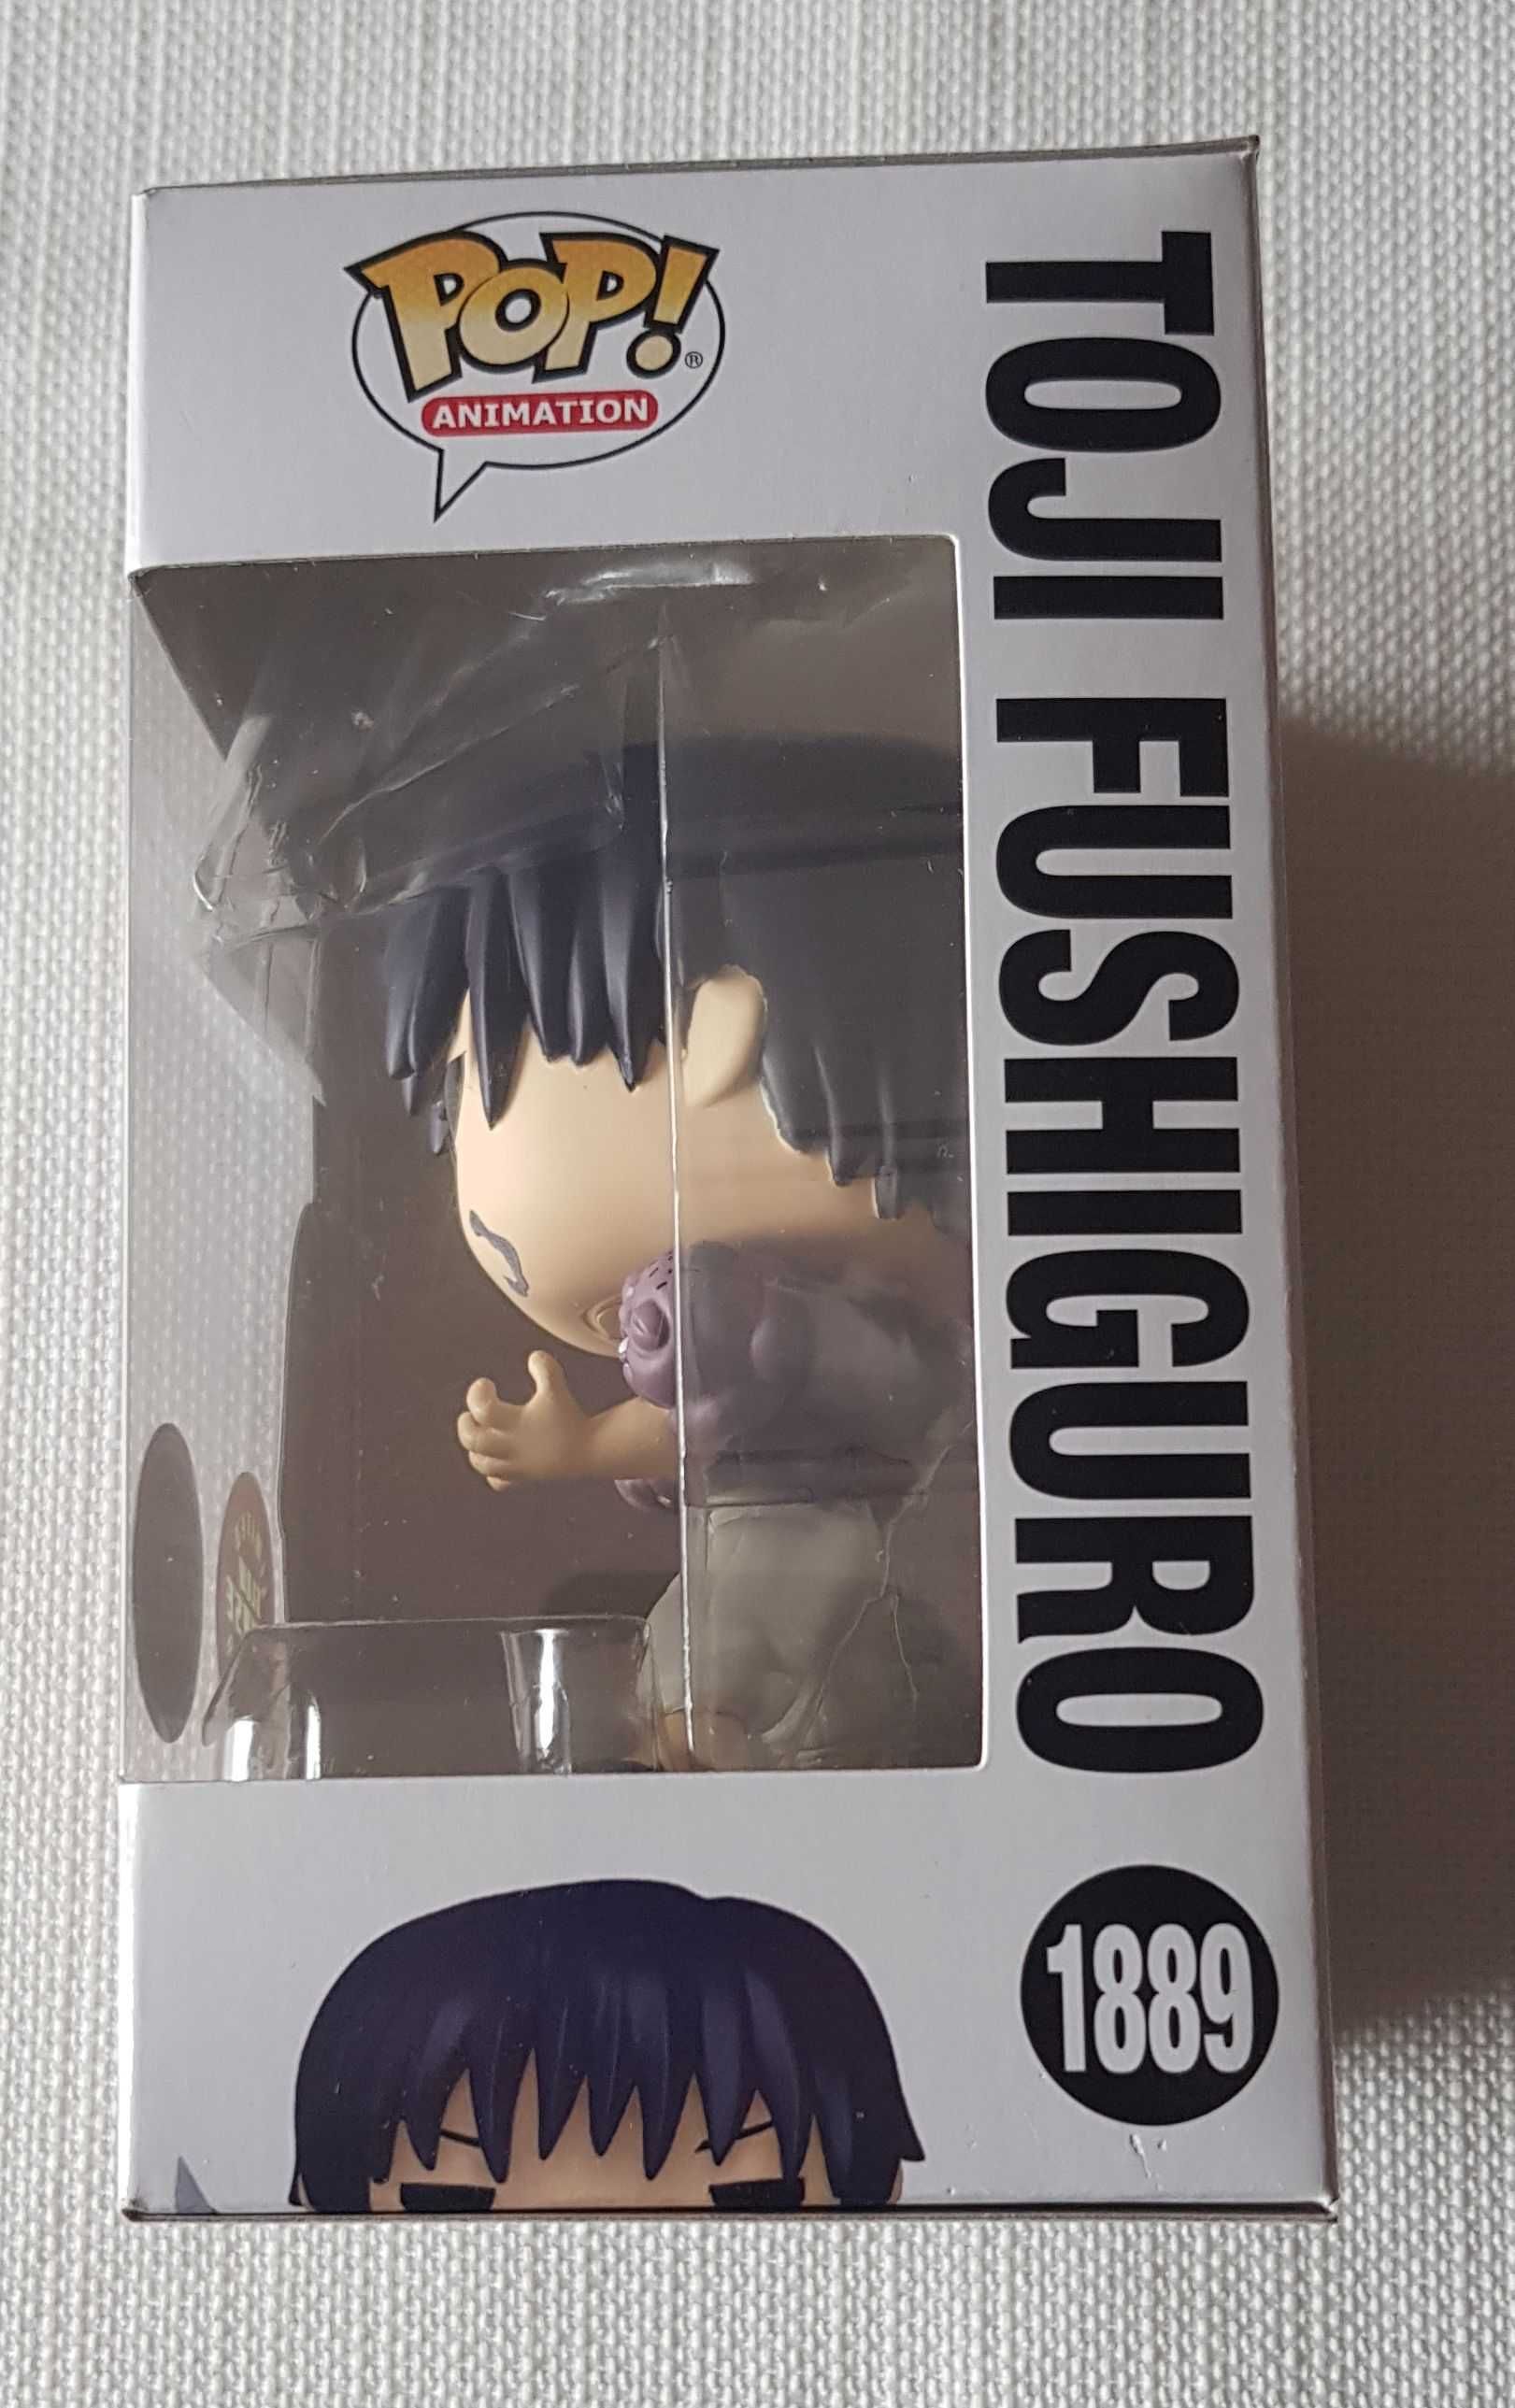 POP!®
ANIMATION
TOJI FUSHIGURO
1889